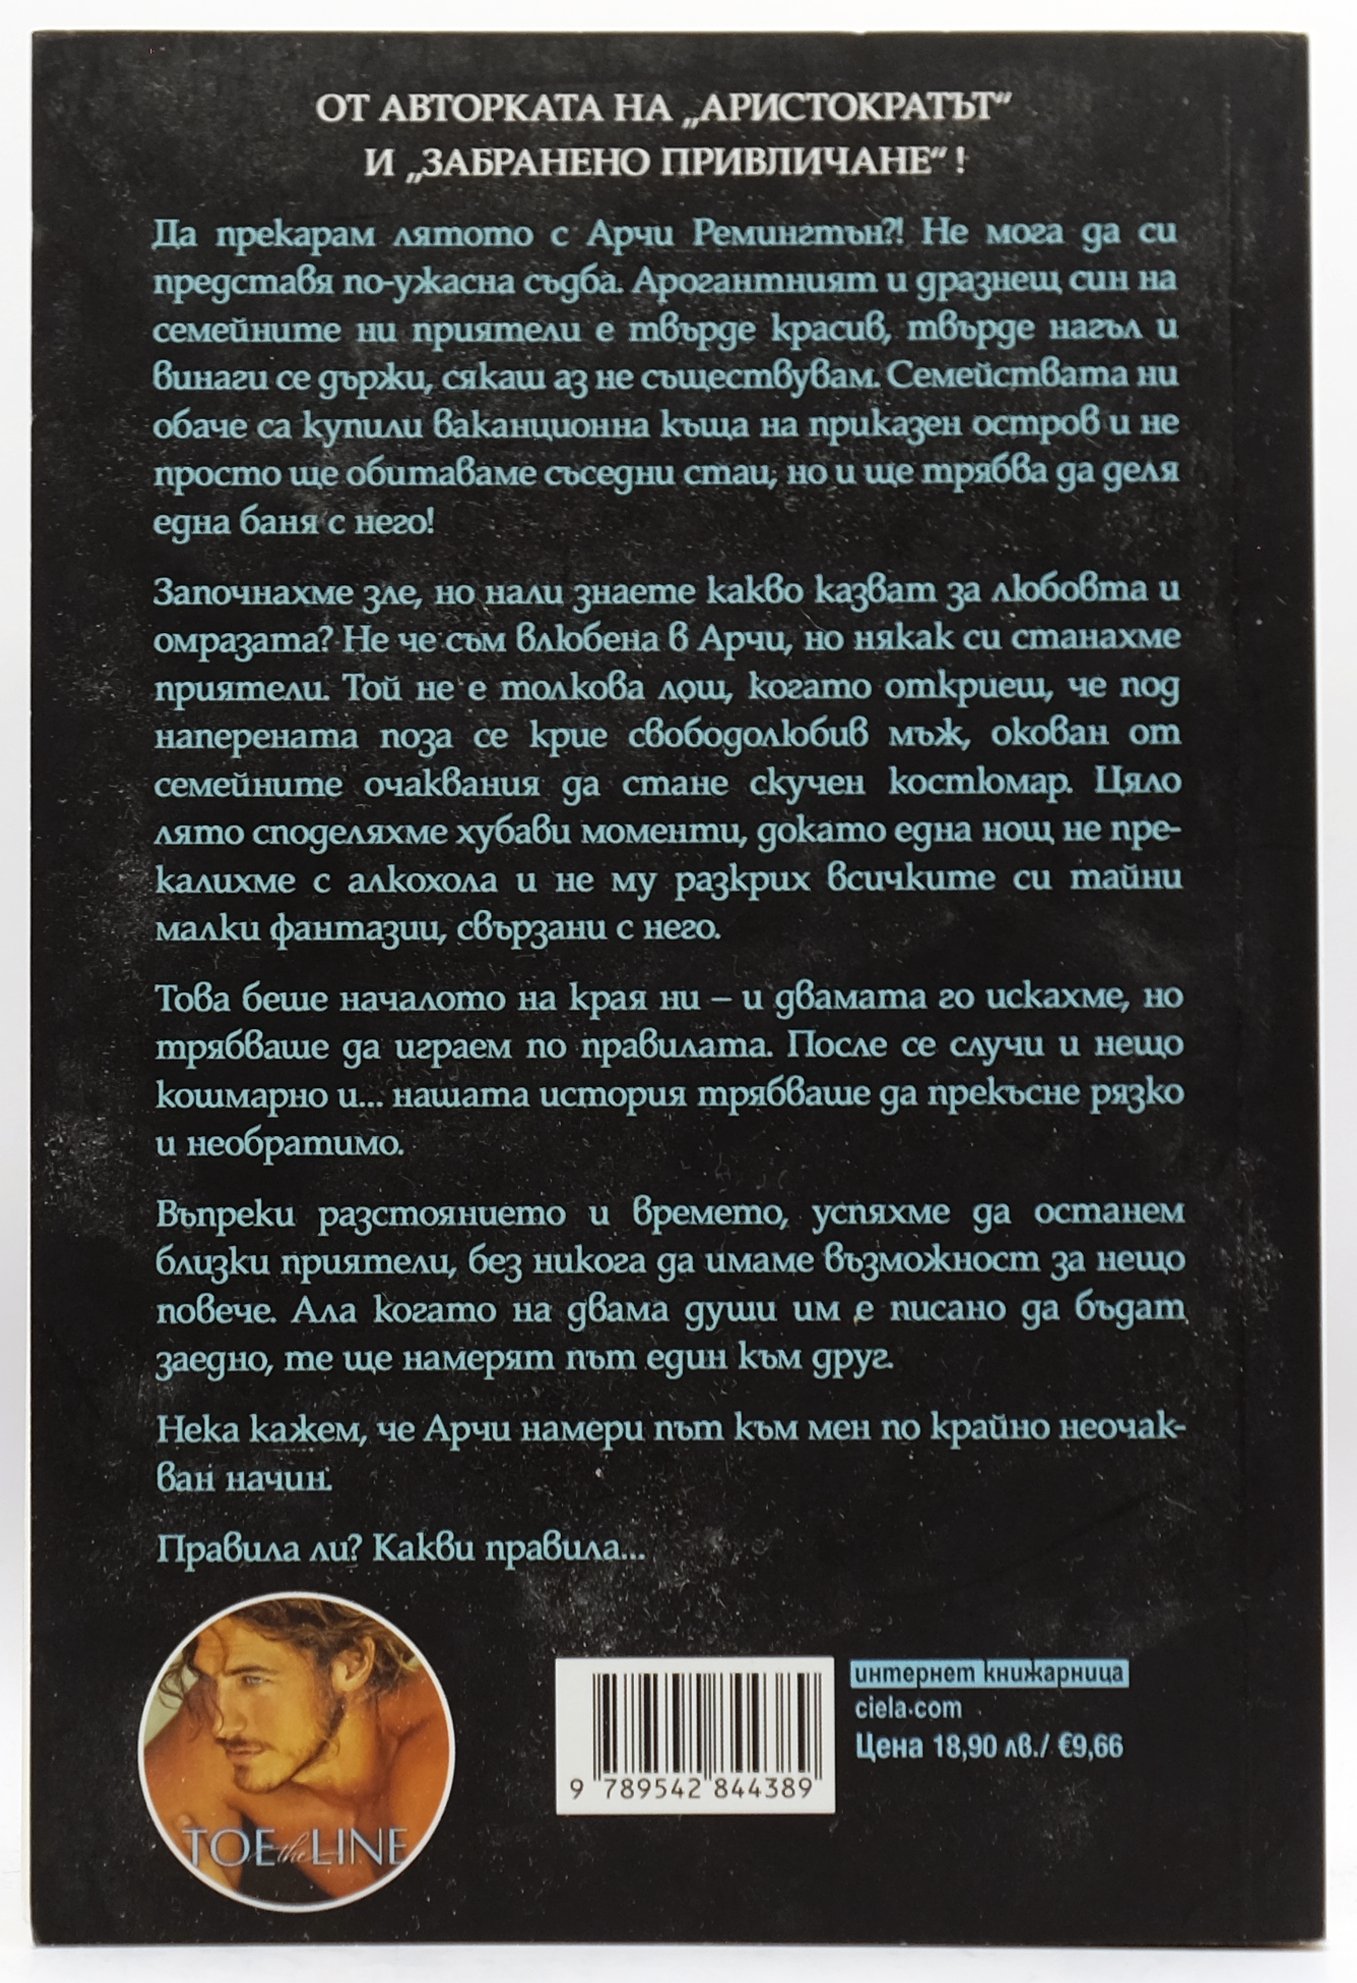 ОТ АВТОРКАТА НА „АРИСТОКРАТЪТ“
И „ЗАБРАНЕНО ПРИВЛИЧАНЕ“ !
Да прекарам лятото с Арчи Ремингтън?! Не мога да си
представя по-ужасна съдба. Арогантният и дразнещ син на
семейните ни приятели е твърде красив, твърде нагъл и
винаги се държи, сякаш аз не съществувам. Семействата ни
обаче са купили ваканционна къща на приказен остров и не
просто ще обитаваме съседни стаи, но и ще трябва да деля
една баня с него!
Започнахме зле, но нали знаете какво казват за любовта и
омразата? Не че съм влюбена в Арчи, но някак си станахме
приятели. Той не е толкова лош, когато откриеш, че под
наперената поза се крие свободолюбив мъж, окован от
семейните очаквания да стане скучен костюмар. Цяло
лято споделяхме хубави моменти, докато една нощ не пре-
калихме с алкохола и не му разкрих всичките си тайни
малки фантазии, свързани с него.
Това беше началото на края ни – и двамата го искахме, но
трябваше да играем по правилата. После се случи и нещо
кошмарно и... нашата история трябваше да прекъсне рязко
и необратимо.
Въпреки разстоянието и времето, успяхме да останем
близки приятели, без никога да имаме възможност за нещо
повече. Ала когато на двама души им е писано да бъдат
заедно, те ще намерят път един към друг.
Нека кажем, че Арчи намери път към мен по крайно неочак-
ван начин.
Правила ли? Какви правила...
TOE the LINE
9 789542 844389
интернет книжарница
ciela.com
Цена 18,90 лв./ €9,66